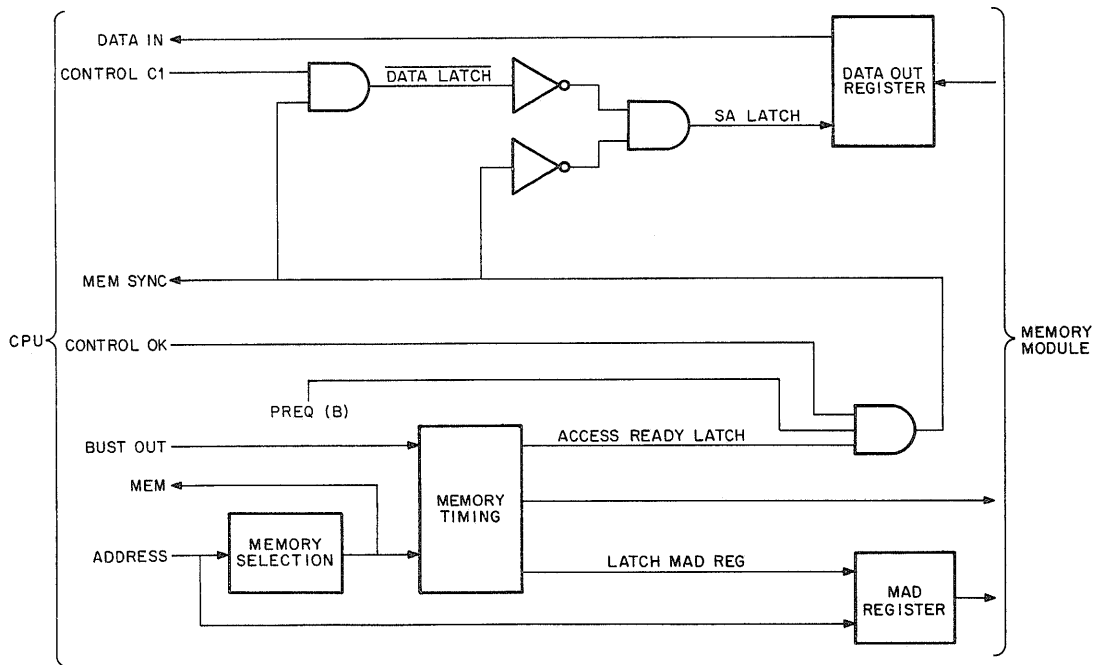 DATA IN
CONTROL C1
DATA LATCH
DATA OUT
REGISTER
SA LATCH
MEM SYNC
CPU
CONTROL OK
MEMORY
MODULE
PREQ (B)
BUST OUT
ACCESS READY LATCH
MEM
MEMORY
TIMING
ADDRESS
MEMORY
SELECTION
LATCH MAD REG
MAD
REGISTER